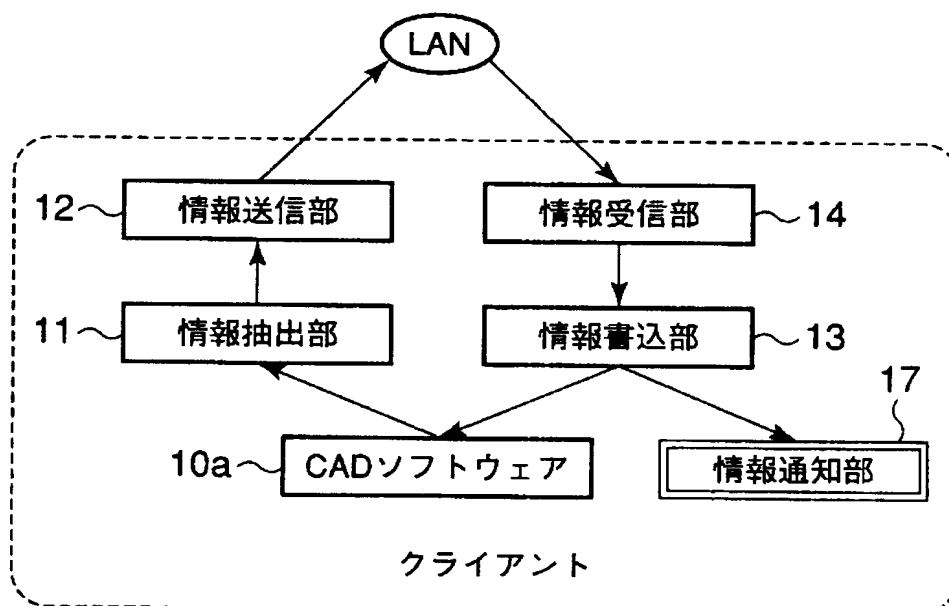 LAN
12
情報送信部
情報受信部
14
11
情報抽出部
情報書込部
13
17
10a
CADソフトウェア
情報通知部
クライアント